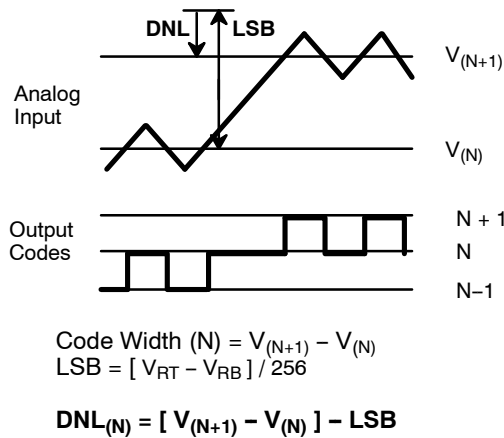 DNL LSB
V(N+1)
Analog
Input
V(N)
N + 1
Output
Codes
N
N−1
Code Width (N) = V(N+1) − V(N)
LSB = [ VRT − VRB ] / 256
DNL(N) = [ V(N+1) − V(N) ] − LSB